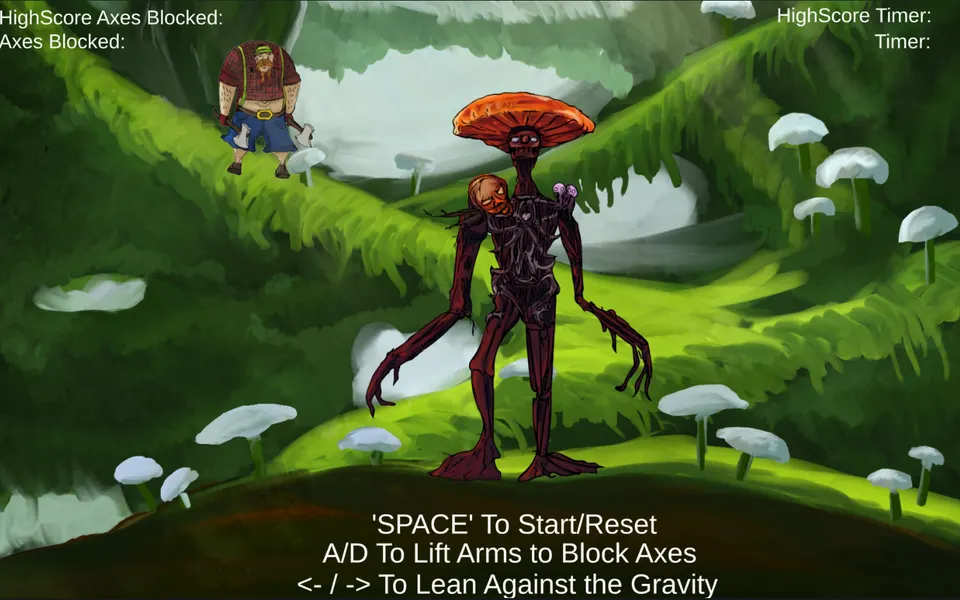 HighScore Axes Blocked:
HighScore Timer:
Axes Blocked:
Timer:
'SPACE' To Start/Reset
A/D To Lift Arms to Block Axes
<- / -> To Lean Against the Gravity